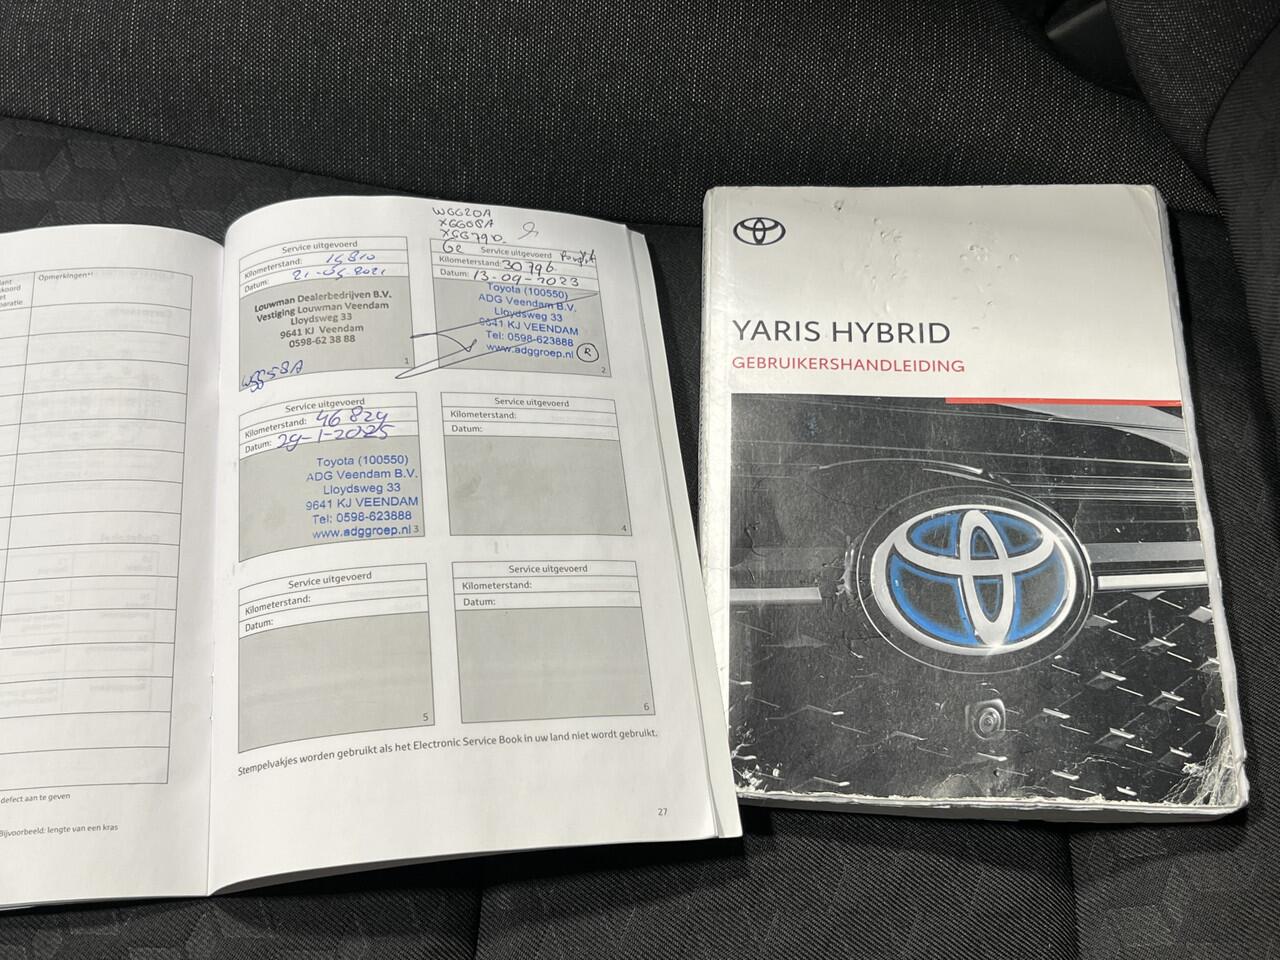 Opmerkingen*¹
defect aan te geven
Bijvoorbeeld: lengte van een kras
WGG20A
XGG08A
XGG79D
Service uitgevoerd
Kilometerstand: 15810
Datum: 21-05-2021
Louwman Dealerbedrijven B.V.
Vestiging Louwman Veendam
Lloydsweg 33
9641 KJ Veendam
0598-62 38 88
WGG58A
1
Service uitgevoerd
Kilometerstand: 30796
Datum: 13-09-2023
Toyota (100550)
ADG Veendam B.V.
Lloydsweg 33
9641 KJ VEENDAM
Tel: 0598-623888
www.adggroep.nl
R
2
Service uitgevoerd
Kilometerstand: 46824
Datum: 29-1-2025
Toyota (100550)
ADG Veendam B.V.
Lloydsweg 33
9641 KJ VEENDAM
Tel: 0598-623888
www.adggroep.nl
3
Service uitgevoerd
Kilometerstand:
Datum:
4
Service uitgevoerd
Kilometerstand:
Datum:
5
Service uitgevoerd
Kilometerstand:
Datum:
6
Stempelvakjes worden gebruikt als het Electronic Service Book in uw land niet wordt gebruikt.
27
YARIS HYBRID
GEBRUIKERSHANDLEIDING